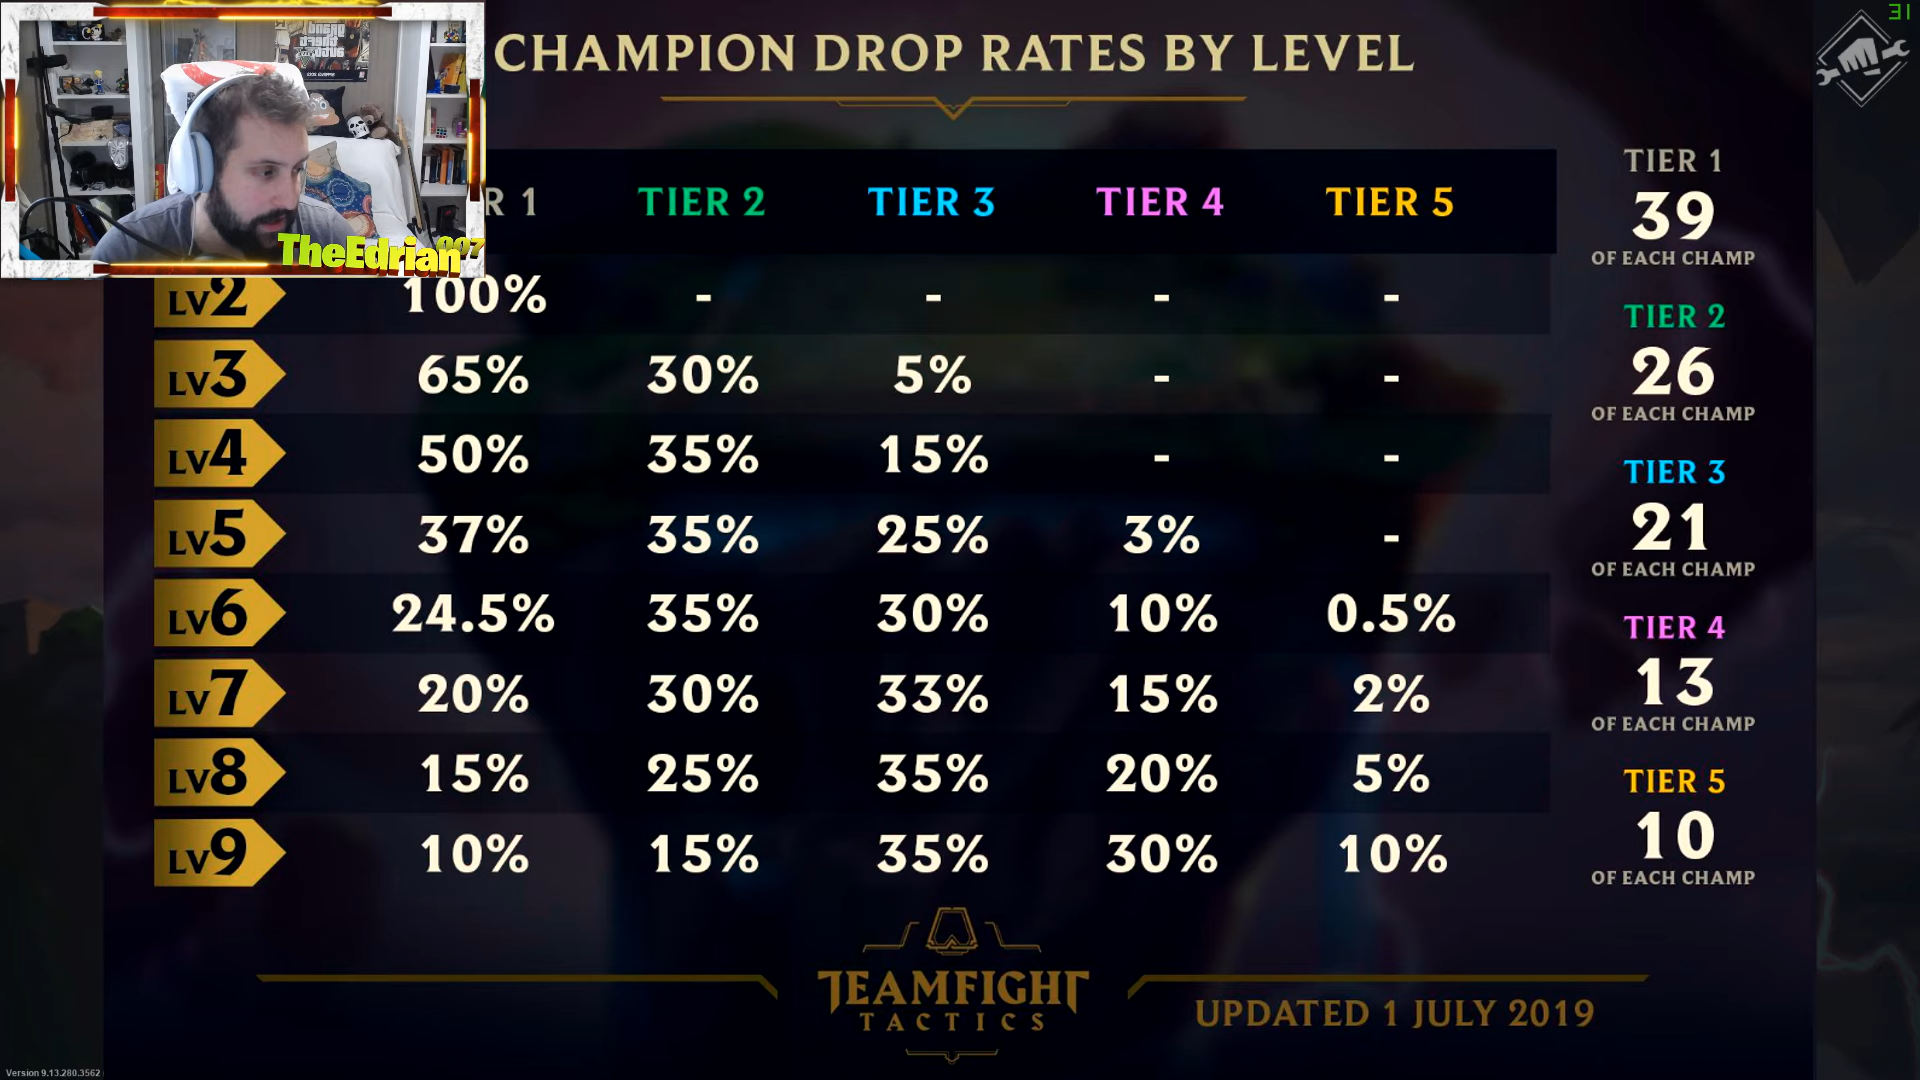 31
CHAMPION DROP RATES BY LEVEL
R 1 TIER 2 TIER 3 TIER 4 TIER 5
LV2 100% - - - -
LV3 65% 30% 5% - -
LV4 50% 35% 15% - -
LV5 37% 35% 25% 3% -
LV6 24.5% 35% 30% 10% 0.5%
LV7 20% 30% 33% 15% 2%
LV8 15% 25% 35% 20% 5%
LV9 10% 15% 35% 30% 10%
TIER 1
39
OF EACH CHAMP
TIER 2
26
OF EACH CHAMP
TIER 3
21
OF EACH CHAMP
TIER 4
13
OF EACH CHAMP
TIER 5
10
OF EACH CHAMP
TheEdrian007
grand
theft
auto
TEAMFIGHT
TACTICS
UPDATED 1 JULY 2019
Version 9.13.280.3562